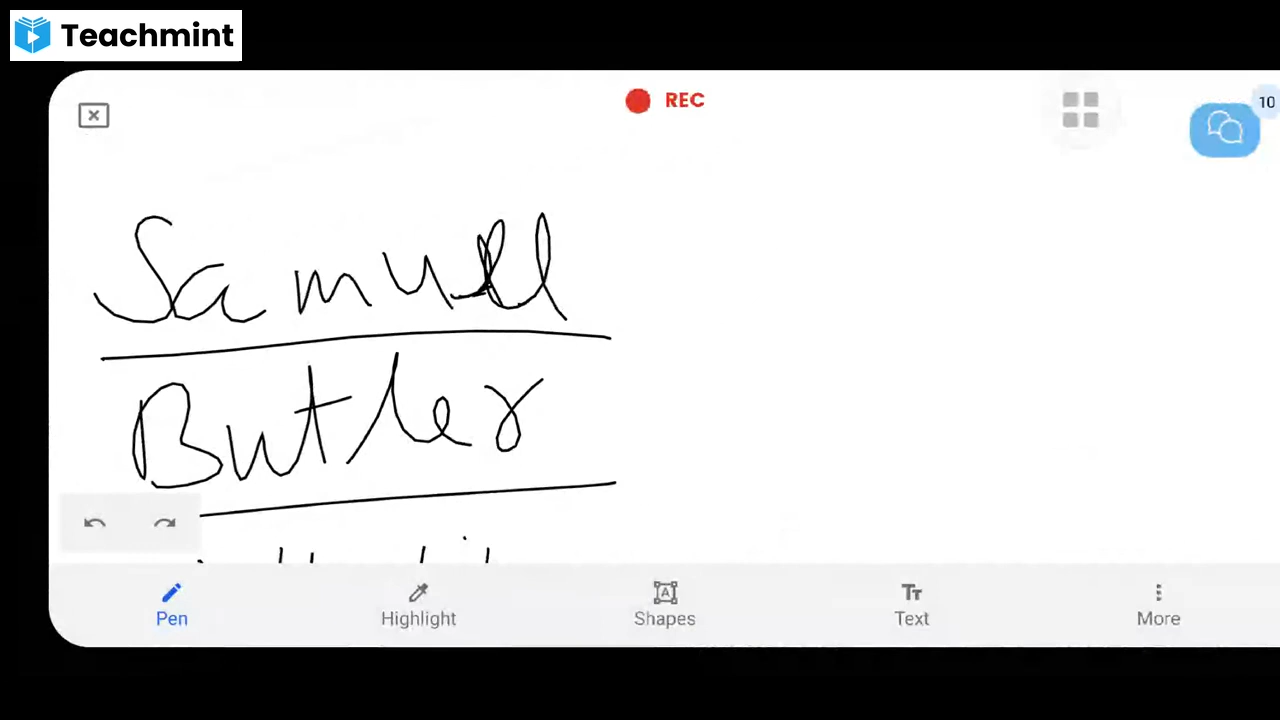 Teachmint
REC
10
Samuel
Butler
Pen
Highlight
Shapes
Text
More